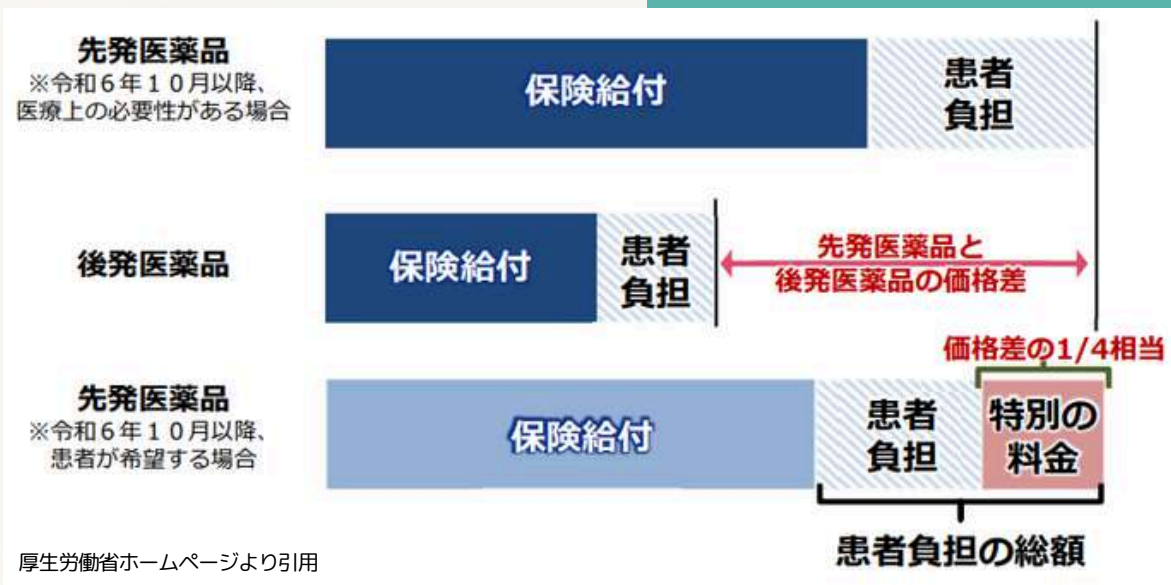 先発医薬品
※令和6年10月以降、
医療上の必要性がある場合
保険給付
患者
負担
後発医薬品
保険給付
患者
負担
先発医薬品と
後発医薬品の価格差
価格差の1/4相当
先発医薬品
※令和6年10月以降、
患者が希望する場合
保険給付
患者
負担
特別の
料金
患者負担の総額
厚生労働省ホームページより引用